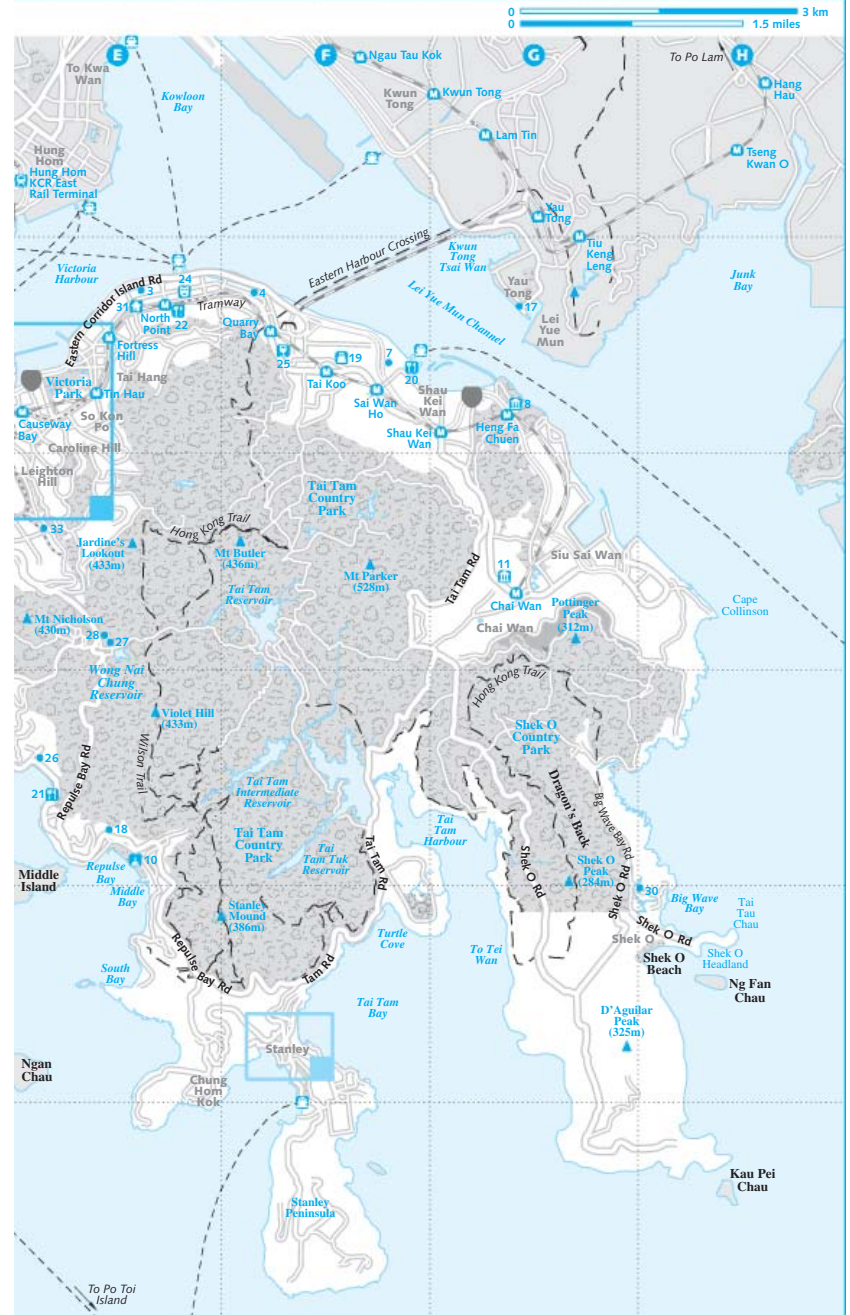 0
3 km
0
1.5 miles
E
F
G
H
To Kwa
Wan
Kowloon
Bay
Ngau Tau Kok
Kwun
Tong
Kwun Tong
Lam Tin
To Po Lam
Hang
Hau
Tseng
Kwan O
Hung
Hom
Hung Hom
KCR East
Rail Terminal
Yau
Tong
Tiu
Keng
Leng
Victoria
Harbour
Eastern Harbour Crossing
Kwun
Tong
Tsai Wan
Yau
Tong
17
Lei
Yue
Mun
Junk
Bay
Lei Yue Mun Channel
Eastern Corridor Island Rd
3
24
4
31
North
Point
22
Tramway
Quarry
Bay
Fortress
Hill
25
19
7
20
Tai Koo
Tai Hang
Victoria
Park
Tin Hau
Sai Wan
Ho
Shau
Kei
Wan
8
Heng Fa
Chuen
Shau Kei
Wan
Causeway
Bay
So Kon
Po
Caroline Hill
Leighton
Hill
Tai Tam
Country
Park
33
Hong Kong Trail
Jardine's
Lookout
(433m)
Mt Butler
(436m)
Mt Parker
(528m)
Tai Tam
Reservoir
Tai Tam Rd
11
Siu Sai Wan
Chai Wan
Chai Wan
Pottinger
Peak
(312m)
Cape
Collinson
Mt Nicholson
(430m)
28
27
Wong Nai
Chung
Reservoir
Hong Kong Trail
Violet Hill
(433m)
Wilson Trail
Shek O
Country
Park
26
21
Repulse Bay Rd
Tai Tam
Intermediate
Reservoir
Dragon's Back
Big Wave Bay Rd
18
Tai Tam
Country
Park
Tai
Tam Tuk
Reservoir
Tai Tam Rd
Tai
Tam
Harbour
Shek O Rd
10
Repulse
Bay
Middle
Island
Middle
Bay
Shek O
Peak
(284m)
Shek O Rd
30
Big Wave
Bay
Tai
Tau
Chau
Stanley
Mound
(386m)
Turtle
Cove
To Tei
Wan
Shek O Rd
Shek O
Shek O
Beach
Shek O
Headland
South
Bay
Repulse Bay Rd
Tam Rd
Ng Fan
Chau
Tai Tam
Bay
D'Aguilar
Peak
(325m)
Stanley
Ngan
Chau
Chung
Hom
Kok
Kau Pei
Chau
Stanley
Peninsula
To Po Toi
Island